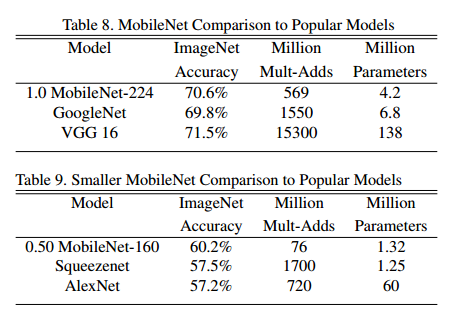 Table 8. MobileNet Comparison to Popular Models
Model ImageNet Million Million
Accuracy Mult-Adds Parameters
1.0 MobileNet-224 70.6% 569 4.2
GoogleNet 69.8% 1550 6.8
VGG 16 71.5% 15300 138
Table 9. Smaller MobileNet Comparison to Popular Models
Model ImageNet Million Million
Accuracy Mult-Adds Parameters
0.50 MobileNet-160 60.2% 76 1.32
Squeezenet 57.5% 1700 1.25
AlexNet 57.2% 720 60